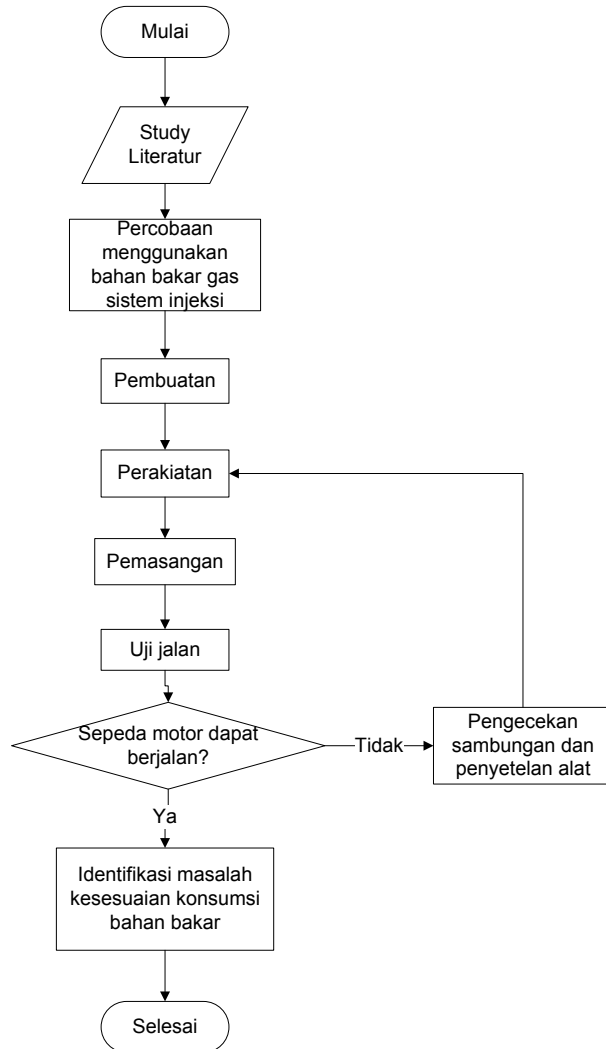 Mulai
Study
Literatur
Percobaan
menggunakan
bahan bakar gas
sistem injeksi
Pembuatan
Perakiatan
Pemasangan
Uji jalan
Sepeda motor dapat
berjalan?
Tidak
Pengecekan
sambungan dan
penyetelan alat
Ya
Identifikasi masalah
kesesuaian konsumsi
bahan bakar
Selesai